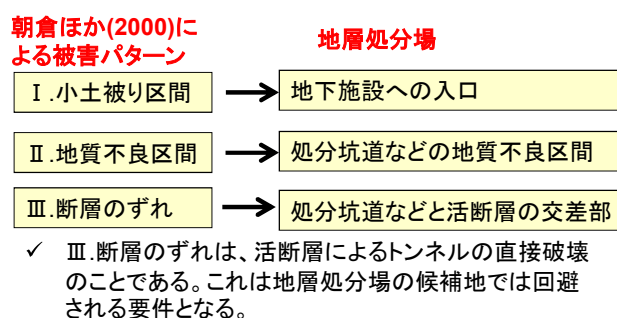 朝倉ほか(2000)に
よる被害パターン
地層処分場
Ⅰ.小土被り区間
地下施設への入口
Ⅱ.地質不良区間
処分坑道などの地質不良区間
Ⅲ.断層のずれ
処分坑道などと活断層の交差部
✓ Ⅲ.断層のずれは、活断層によるトンネルの直接破壊
のことである。これは地層処分場の候補地では回避
される要件となる。